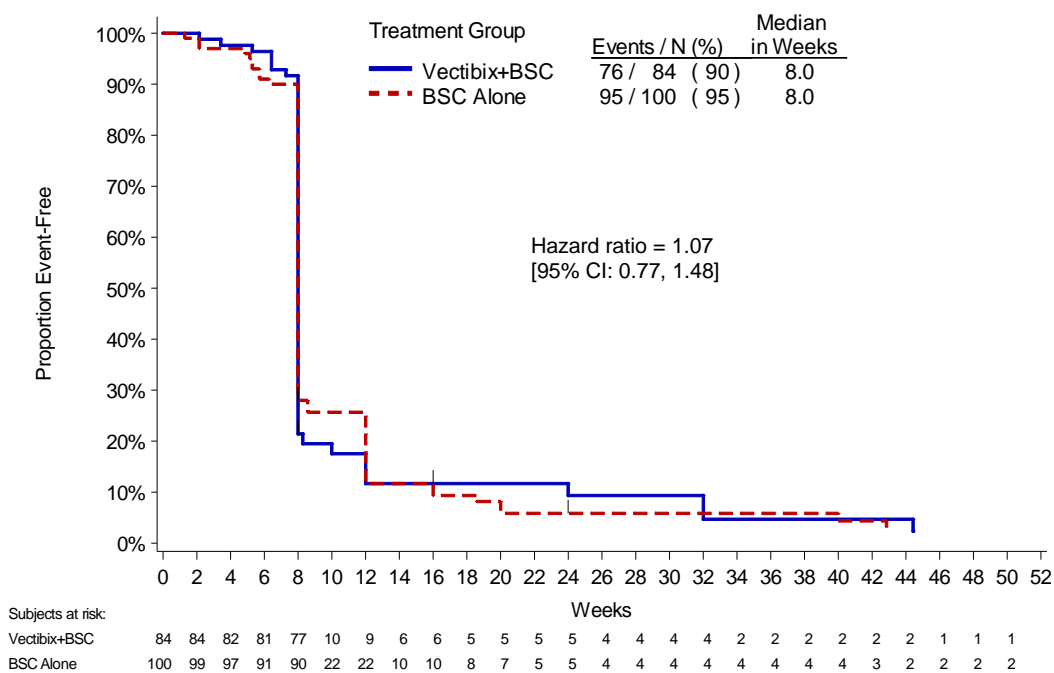 Treatment Group
Events / N (%)
Median
in Weeks
Vectibix+BSC 76 / 84 ( 90 ) 8.0
BSC Alone 95 / 100 ( 95 ) 8.0
Hazard ratio = 1.07
[95% CI: 0.77, 1.48]
Proportion Event-Free
100%
90%
80%
70%
60%
50%
40%
30%
20%
10%
0%
0 2 4 6 8 10 12 14 16 18 20 22 24 26 28 30 32 34 36 38 40 42 44 46 48 50 52
Weeks
Subjects at risk:
Vectibix+BSC 84 84 82 81 77 10 9 6 6 5 5 5 5 4 4 4 4 2 2 2 2 2 2 1 1 1
BSC Alone 100 99 97 91 90 22 22 10 10 8 7 5 5 4 4 4 4 4 4 4 4 3 2 2 2 2